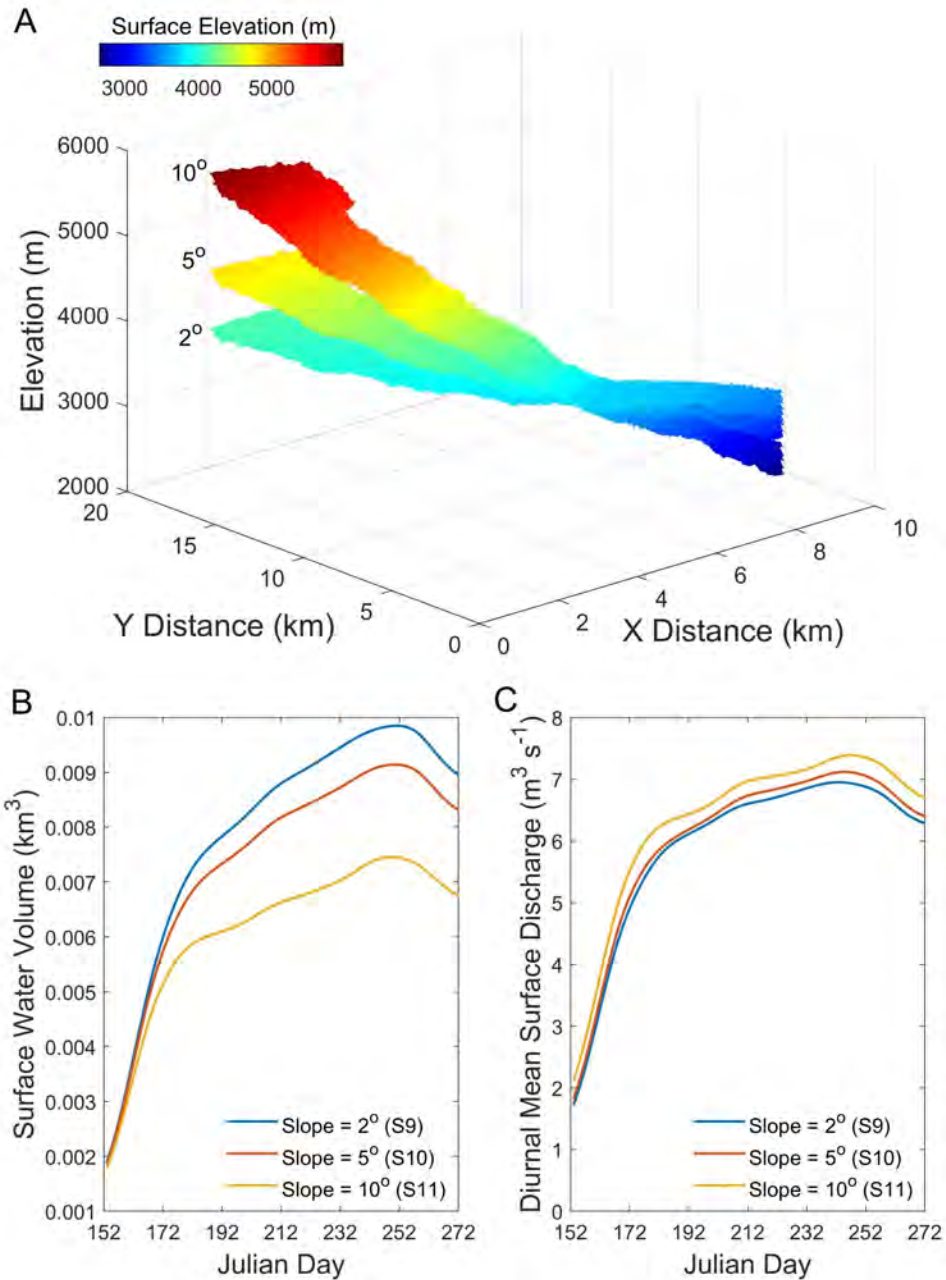 A
Surface Elevation (m)
3000 4000 5000
6000
5000
4000
3000
2000
Elevation (m)
10°
5°
2°
20
15
10
5
0
Y Distance (km)
0
2
4
6
8
10
X Distance (km)
B
0.01
0.009
0.008
0.007
0.006
0.005
0.004
0.003
0.002
0.001
Surface Water Volume (km³)
Slope = 2° (S9)
Slope = 5° (S10)
Slope = 10° (S11)
152 172 192 212 232 252 272
Julian Day
C
8
7
6
5
4
3
2
1
0
Diurnal Mean Surface Discharge (m³ s⁻¹)
Slope = 2° (S9)
Slope = 5° (S10)
Slope = 10° (S11)
152 172 192 212 232 252 272
Julian Day